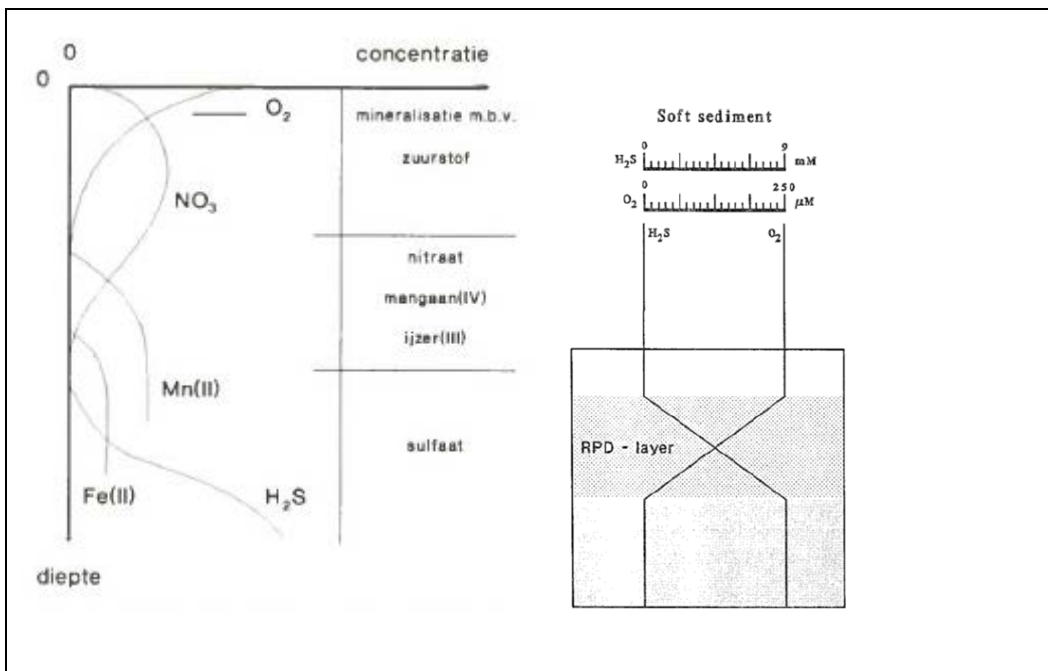 0
concentratie
0
O₂
mineralisatie m.b.v.
zuurstof
NO₃
nitraat
mangaan(IV)
ijzer(III)
Mn(II)
sulfaat
Fe(II)
H₂S
diepte
Soft sediment
0 9
H₂S mM
0 250
O₂ µM
H₂S O₂
RPD - layer